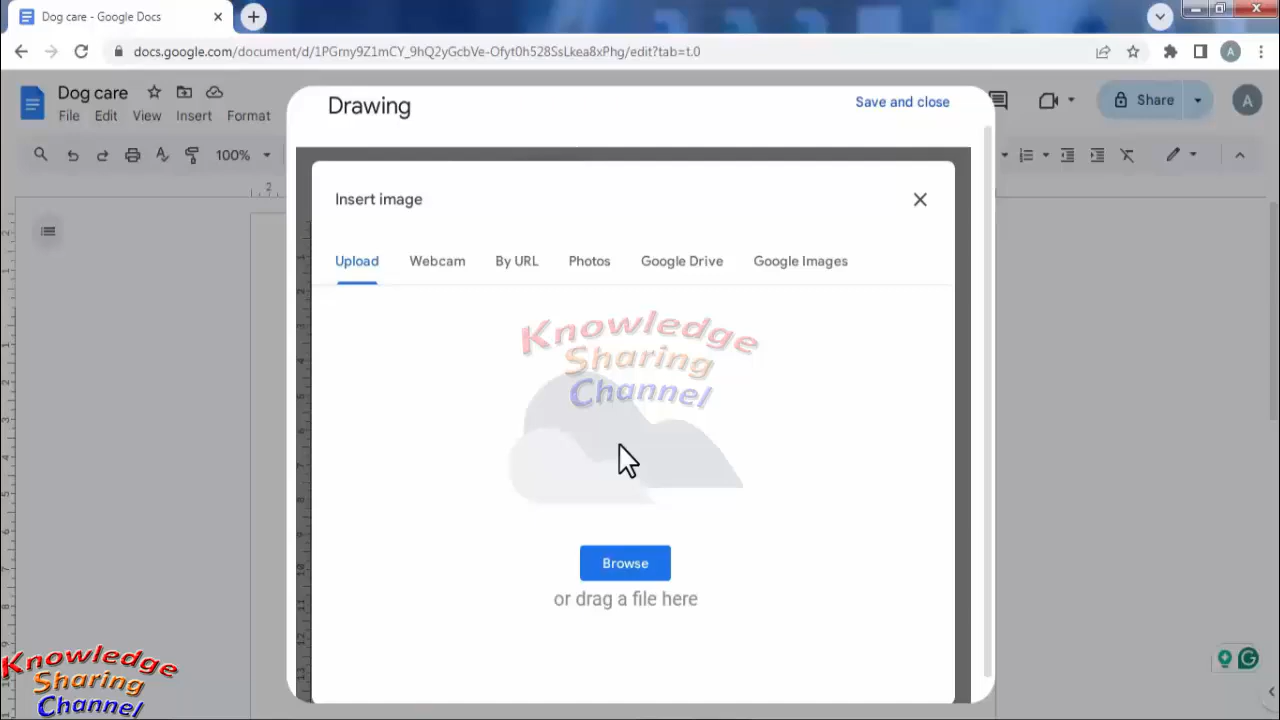 Dog care - Google Docs
docs.google.com/document/d/1PGrny9Z1mCY_9hQ2yGcbVe-Ofyt0h528SsLkea8xPhg/edit?tab=t.0
A
Dog care
File Edit View Insert Format
Share
A
100%
Drawing
Save and close
2
Insert image
Upload Webcam By URL Photos Google Drive Google Images
Knowledge
Sharing
Channel
Browse
or drag a file here
Knowledge
Sharing
Channel